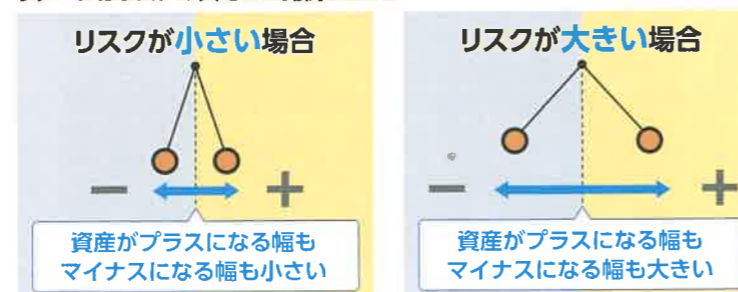 リスクが小さい場合
リスクが大きい場合
− +
− +
資産がプラスになる幅も
マイナスになる幅も小さい
資産がプラスになる幅も
マイナスになる幅も大きい